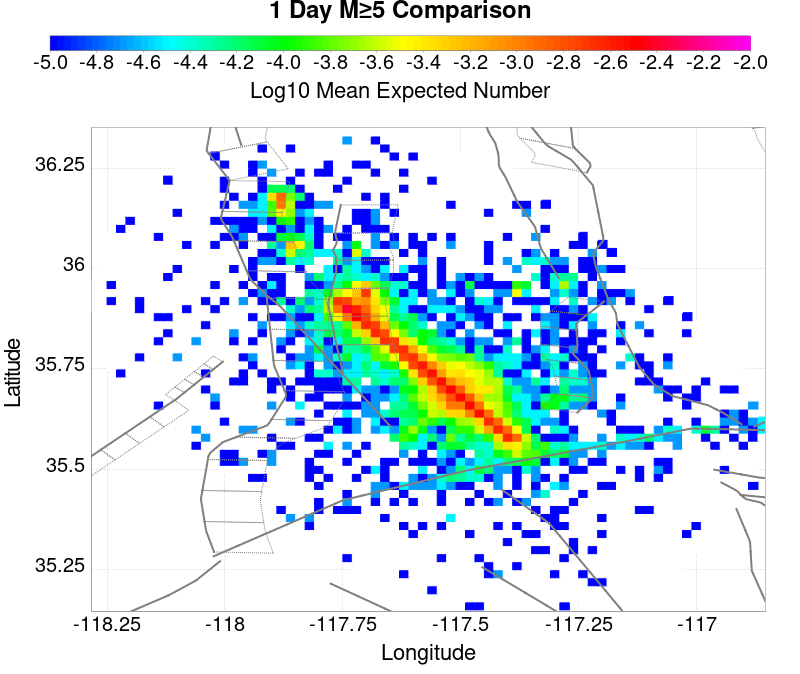 1 Day M≥5 Comparison
-5.0 -4.8 -4.6 -4.4 -4.2 -4.0 -3.8 -3.6 -3.4 -3.2 -3.0 -2.8 -2.6 -2.4 -2.2 -2.0
Log10 Mean Expected Number
36.25
36
35.75
35.5
35.25
Latitude
-118.25 -118 -117.75 -117.5 -117.25 -117
Longitude